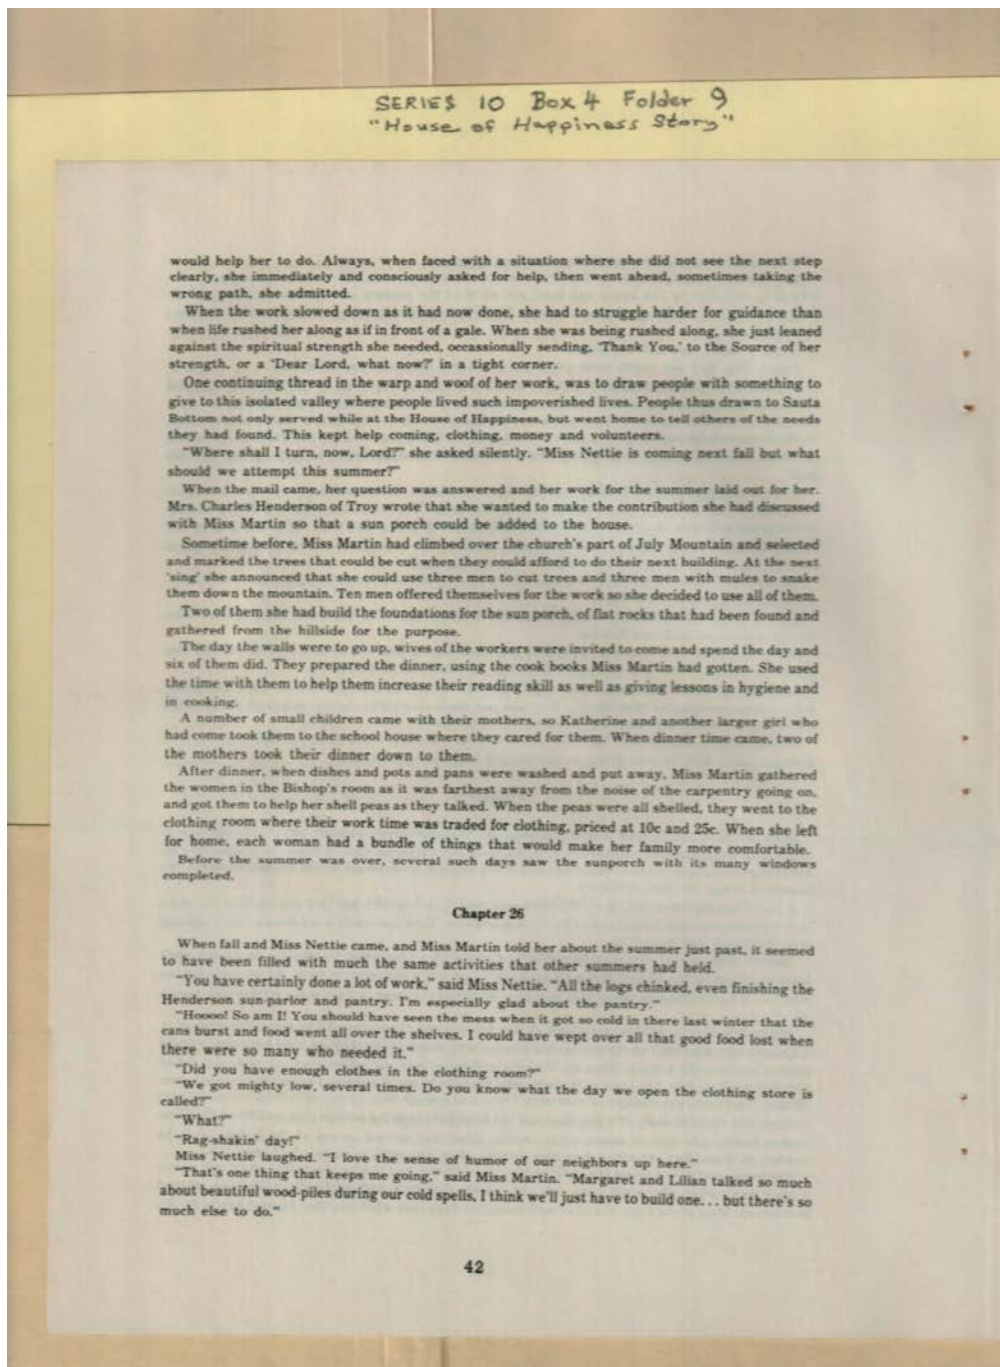 SERIES 10 Box 4 Folder 9
"House of Happiness Story"
would help her to do. Always, when faced with a situation where she did not see the next step
clearly, she immediately and consciously asked for help, then went ahead, sometimes taking the
wrong path, she admitted.
When the work slowed down as it had now done, she had to struggle harder for guidance than
when life rushed her along as if in front of a gale. When she was being rushed along, she just leaned
against the spiritual strength she needed, occassionally sending, 'Thank You,' to the Source of her
strength, or a 'Dear Lord, what now?' in a tight corner.
One continuing thread in the warp and woof of her work, was to draw people with something to
give to this isolated valley where people lived such impoverished lives. People thus drawn to Sauta
Bottom not only served while at the House of Happiness, but went home to tell others of the needs
they had found. This kept help coming, clothing, money and volunteers.
"Where shall I turn, now, Lord?" she asked silently. "Miss Nettie is coming next fall but what
should we attempt this summer?"
When the mail came, her question was answered and her work for the summer laid out for her.
Mrs. Charles Henderson of Troy wrote that she wanted to make the contribution she had discussed
with Miss Martin so that a sun porch could be added to the house.
Sometime before, Miss Martin had climbed over the church's part of July Mountain and selected
and marked the trees that could be cut when they could afford to do their next building. At the next
'sing' she announced that she could use three men to cut trees and three men with mules to snake
them down the mountain. Ten men offered themselves for the work so she decided to use all of them.
Two of them she had build the foundations for the sun porch, of flat rocks that had been found and
gathered from the hillside for the purpose.
The day the walls were to go up, wives of the workers were invited to come and spend the day and
six of them did. They prepared the dinner, using the cook books Miss Martin had gotten. She used
the time with them to help them increase their reading skill as well as giving lessons in hygiene and
in cooking.
A number of small children came with their mothers, so Katherine and another larger girl who
had come took them to the school house where they cared for them. When dinner time came, two of
the mothers took their dinner down to them.
After dinner, when dishes and pots and pans were washed and put away, Miss Martin gathered
the women in the Bishop's room as it was farthest away from the noise of the carpentry going on,
and got them to help her shell peas as they talked. When the peas were all shelled, they went to the
clothing room where their work time was traded for clothing, priced at 10c and 25c. When she left
for home, each woman had a bundle of things that would make her family more comfortable.
Before the summer was over, several such days saw the sunporch with its many windows
completed.
Chapter 26
When fall and Miss Nettie came, and Miss Martin told her about the summer just past, it seemed
to have been filled with much the same activities that other summers had held.
"You have certainly done a lot of work," said Miss Nettie. "All the logs chinked, even finishing the
Henderson sun-parlor and pantry. I'm especially glad about the pantry."
"Hoooo! So am I! You should have seen the mess when it got so cold in there last winter that the
cans burst and food went all over the shelves. I could have wept over all that good food lost when
there were so many who needed it."
"Did you have enough clothes in the clothing room?"
"We got mighty low, several times. Do you know what the day we open the clothing store is
called?"
"What?"
"Rag-shakin' day!"
Miss Nettie laughed. "I love the sense of humor of our neighbors up here."
"That's one thing that keeps me going," said Miss Martin. "Margaret and Lilian talked so much
about beautiful wood-piles during our cold spells, I think we'll just have to build one... but there's so
much else to do."
42